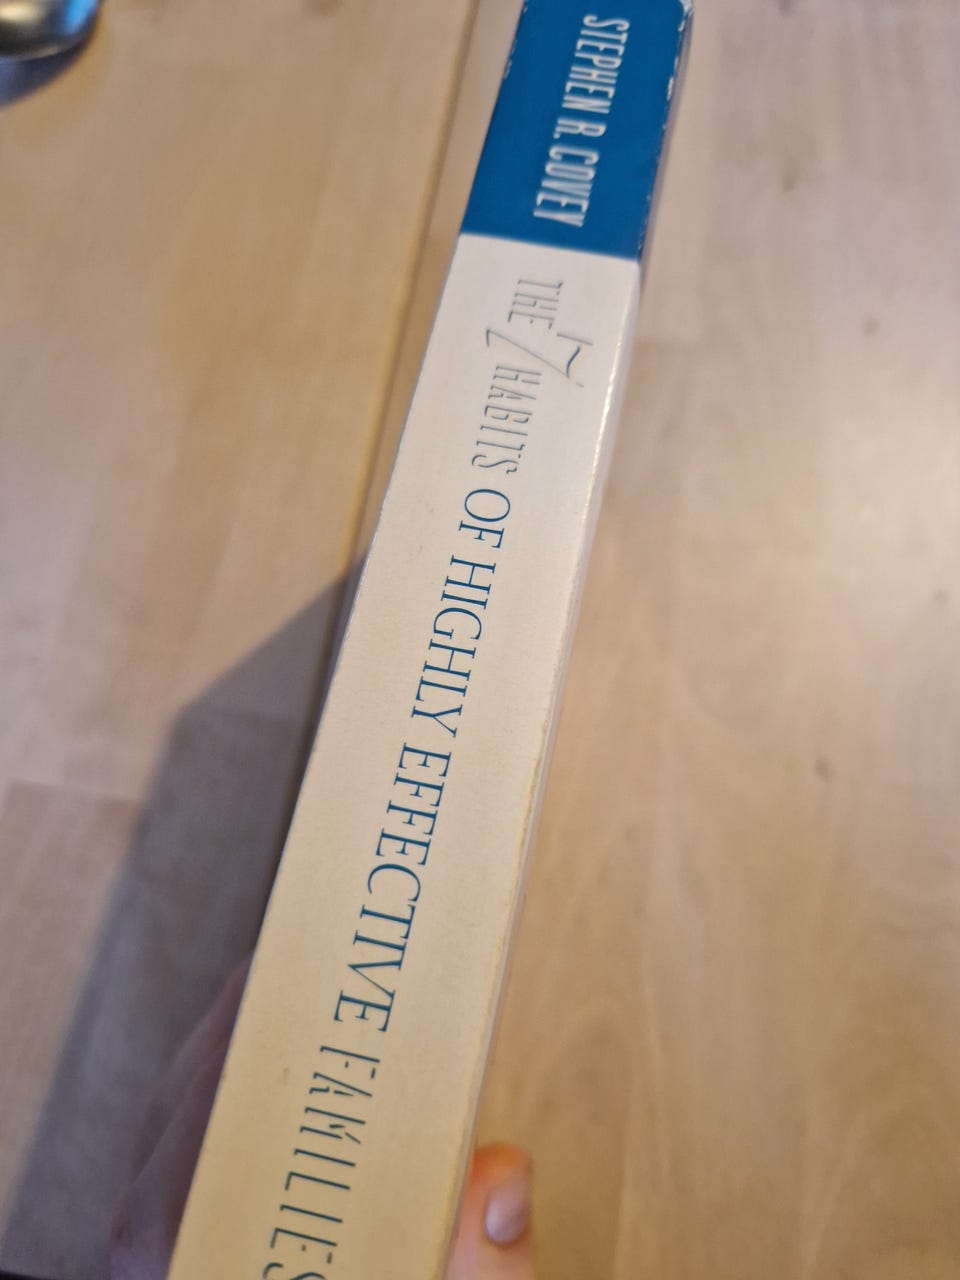 STEPHEN R. COVEY
THE 7 HABITS OF HIGHLY EFFECTIVE FAMILIES